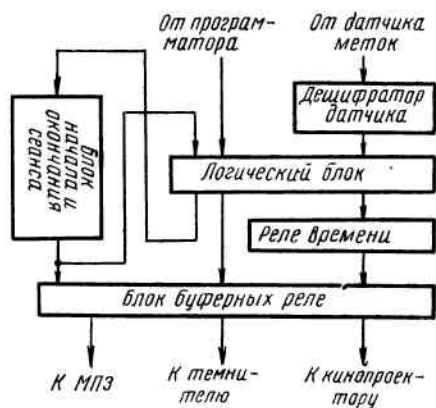 От програм-
матора
От датчика
меток
Дешифратор
датчика
блок
начала и
окончания
сеанса
Логический блок
Реле времени
блок буферных реле
К МПЗ
К темни-
телю
К кинопроек-
тору